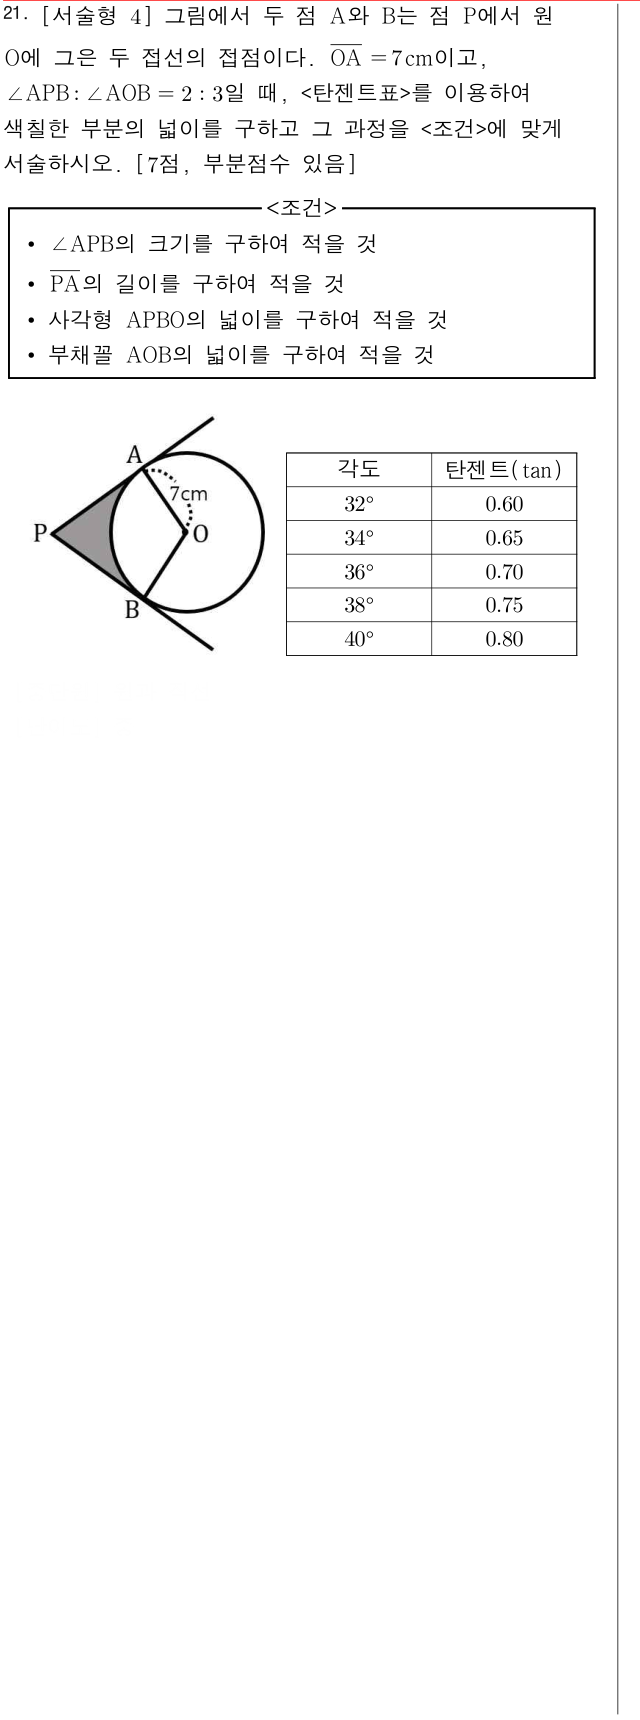 21. [서술형 4] 그림에서 두 점 A와 B는 점 P에서 원
O에 그은 두 접선의 접점이다. OA = 7cm이고,
∠APB : ∠AOB = 2 : 3일 때, <탄젠트표>를 이용하여
색칠한 부분의 넓이를 구하고 그 과정을 <조건>에 맞게
서술하시오. [7점, 부분점수 있음]
<조건>
• ∠APB의 크기를 구하여 적을 것
• PA의 길이를 구하여 적을 것
• 사각형 APBO의 넓이를 구하여 적을 것
• 부채꼴 AOB의 넓이를 구하여 적을 것
A
7cm
P
O
B
각도 탄젠트(tan)
32° 0.60
34° 0.65
36° 0.70
38° 0.75
40° 0.80